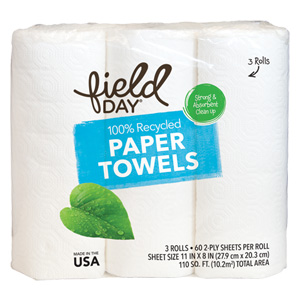 3 Rolls
field
DAY®
Strong &
Absorbent
Clean Up
100% Recycled
PAPER
TOWELS
MADE IN THE
USA
3 ROLLS • 60 2-PLY SHEETS PER ROLL
SHEET SIZE 11 IN X 8 IN (27.9 cm x 20.3 cm)
110 SQ. FT. (10.2m²) TOTAL AREA